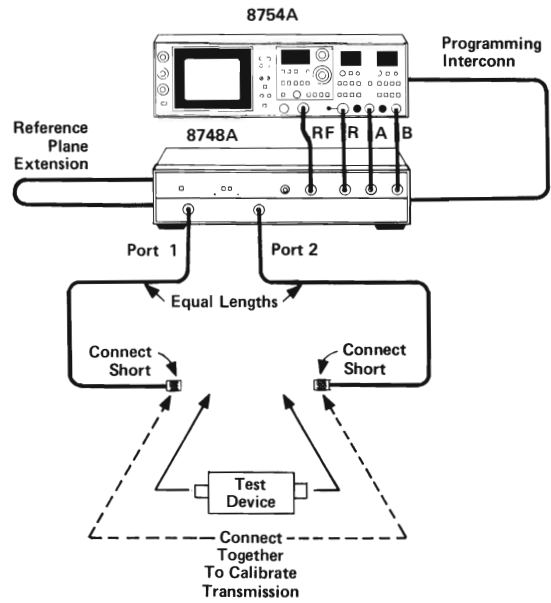 8754A
Programming
Interconn
Reference
Plane
Extension
8748A
RF
R
A
B
Port 1
Port 2
Equal Lengths
Connect
Short
Connect
Short
Test
Device
Connect
Together
To Calibrate
Transmission